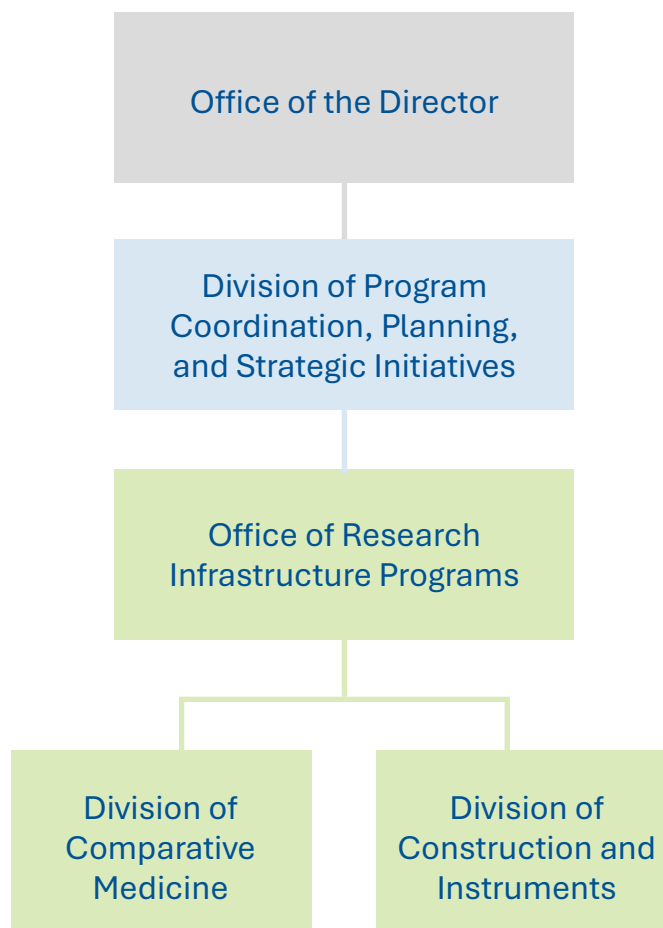 Office of the Director
Division of Program
Coordination, Planning,
and Strategic Initiatives
Office of Research
Infrastructure Programs
Division of
Comparative
Medicine
Division of
Construction and
Instruments